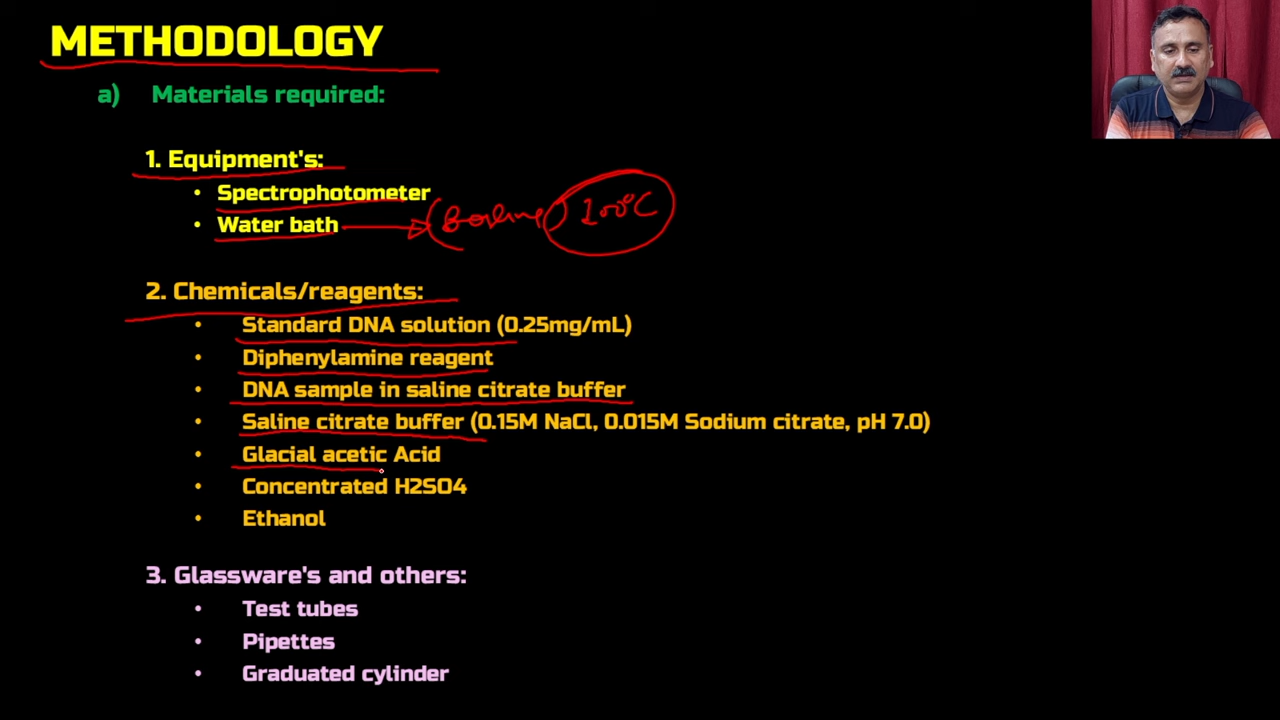 METHODOLOGY
a) Materials required:
1. Equipment's:
• Spectrophotometer
• Water bath
100°C
2. Chemicals/reagents:
• Standard DNA solution (0.25mg/mL)
• Diphenylamine reagent
• DNA sample in saline citrate buffer
• Saline citrate buffer (0.15M NaCl, 0.015M Sodium citrate, pH 7.0)
• Glacial acetic Acid
• Concentrated H2SO4
• Ethanol
3. Glassware's and others:
• Test tubes
• Pipettes
• Graduated cylinder